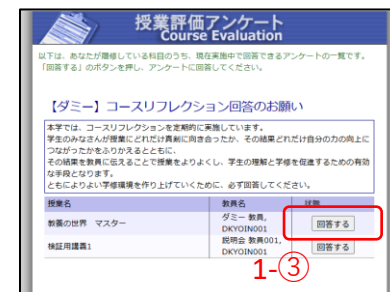 授業評価アンケート
Course Evaluation
以下は、あなたが履修している科目のうち、現在実施中で回答できるアンケートの一覧です。
「回答する」のボタンを押し、アンケートに回答してください。
【ダミー】コースリフレクション回答のお願い
本学では、コースリフレクションを定期的に実施しています。
学生のみなさんが授業にどれだけ真剣に向き合ったか、その結果どれだけ自分の力の向上に
つながったかをふりかえるとともに、
その結果を教員に伝えることで授業をよりよくし、学生の理解と学修を促進するための有効
な手段となります。
ともによりよい学修環境を作り上げていくために、必ず回答してください。
授業名 教員名 状態
教養の世界 マスター ダミー 教員, DKYOIN001 回答する
検証用講義1 説明会 教員001, DKYOIN001 回答する
1-③